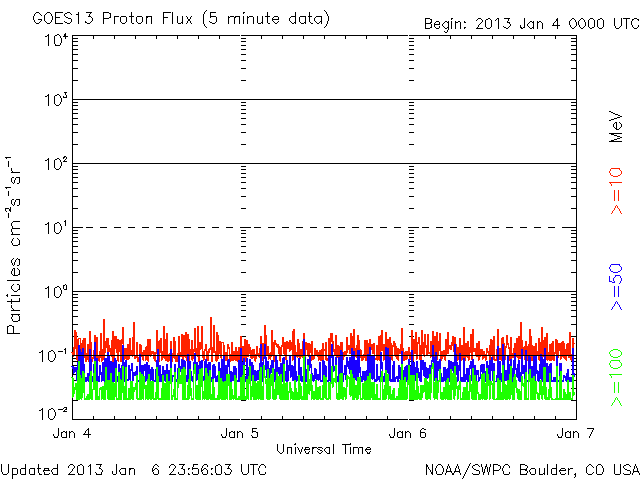 GOES13 Proton Flux (5 minute data)
Begin: 2013 Jan 4 0000 UTC
Particles cm⁻²s⁻¹sr⁻¹
10⁴
10³
10²
10¹
10⁰
10⁻¹
10⁻²
Jan 4
Jan 5
Jan 6
Jan 7
Universal Time
MeV
>=10
>=50
>=100
Updated 2013 Jan 6 23:56:03 UTC
NOAA/SWPC Boulder, CO USA